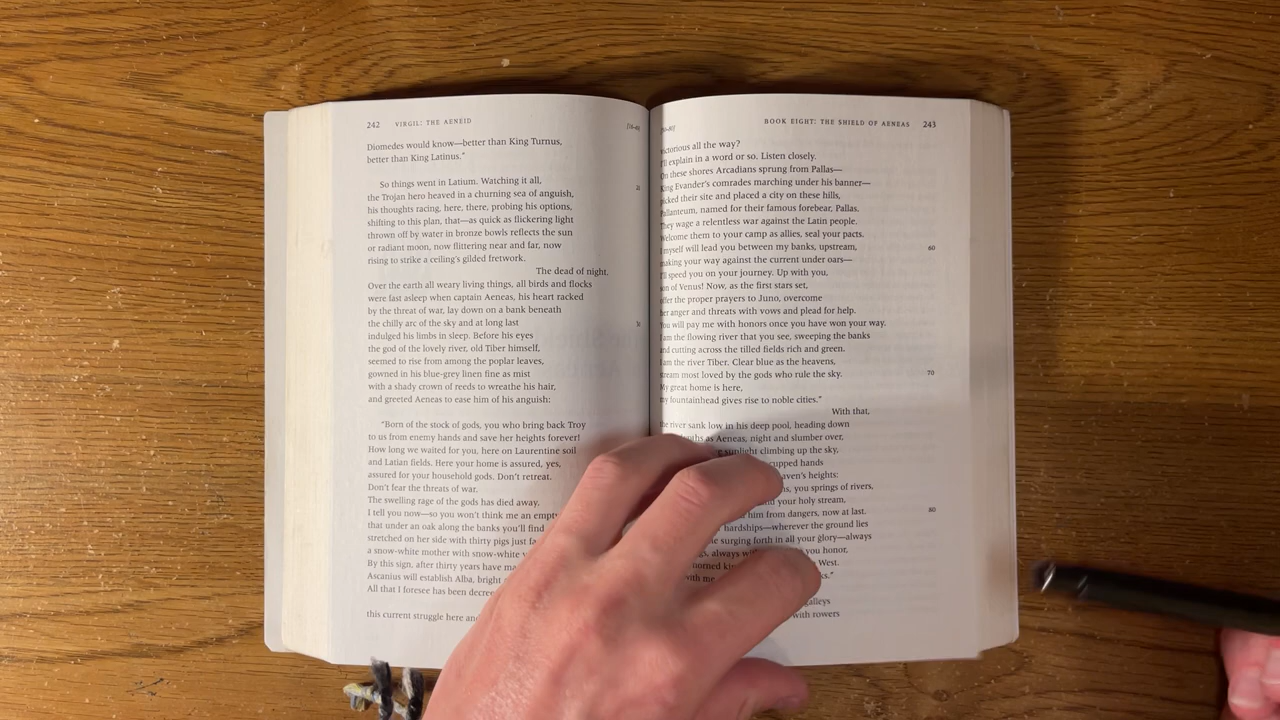 242 VIRGIL: THE AENEID
Diomedes would know—better than King Turnus,
better than King Latinus."
So things went in Latium. Watching it all,
the Trojan hero heaved in a churning sea of anguish,
his thoughts racing, here, there, probing his options,
shifting to this plan, that—as quick as flickering light
thrown off by water in bronze bowls reflects the sun
or radiant moon, now flittering near and far, now
rising to strike a ceiling's gilded fretwork.
The dead of night.
Over the earth all weary living things, all birds and flocks
were fast asleep when captain Aeneas, his heart racked
by the threat of war, lay down on a bank beneath
the chilly arc of the sky and at long last
indulged his limbs in sleep. Before his eyes
the god of the lovely river, old Tiber himself,
seemed to rise from among the poplar leaves,
gowned in his blue-grey linen fine as mist
with a shady crown of reeds to wreathe his hair,
and greeted Aeneas to ease him of his anguish:
"Born of the stock of gods, you who bring back Troy
to us from enemy hands and save her heights forever!
How long we waited for you, here on Laurentine soil
and Latian fields. Here your home is assured, yes,
assured for your household gods. Don't retreat.
Don't fear the threats of war.
The swelling rage of the gods has died away.
I tell you now—so you won't think me an empty
that under an oak along the banks you'll find
stretched on her side with thirty pigs just
a snow-white mother with snow-white
By this sign, after thirty years have
Ascanius will establish Alba, bright
All that I foresee has been
this current struggle here
BOOK EIGHT: THE SHIELD OF AENEAS 243
victorious all the way?
I'll explain in a word or so. Listen closely.
On these shores Arcadians sprung from Pallas—
King Evander's comrades marching under his banner—
picked their site and placed a city on these hills,
Pallanteum, named for their famous forebear, Pallas.
They wage a relentless war against the Latin people.
Welcome them to your camp as allies, seal your pacts.
I myself will lead you between my banks, upstream, 60
making your way against the current under oars—
I'll speed you on your journey. Up with you,
son of Venus! Now, as the first stars set,
offer the proper prayers to Juno, overcome
her anger and threats with vows and plead for help.
You will pay me with honors once you have won your way.
I am the flowing river that you see, sweeping the banks
and cutting across the tilled fields rich and green.
I am the river Tiber. Clear blue as the heavens,
stream most loved by the gods who rule the sky. 70
My great home is here,
my fountainhead gives rise to noble cities."
With that,
the river sank low in his deep pool, heading down
as Aeneas, night and slumber over,
sunlight climbing up the sky,
cupped hands
heights:
you springs of rivers,
your holy stream,
him from dangers, now at last. 80
hardships—wherever the ground lies
surging forth in all your glory—always
always you honor,
horned West.
with me
galleys
with rowers